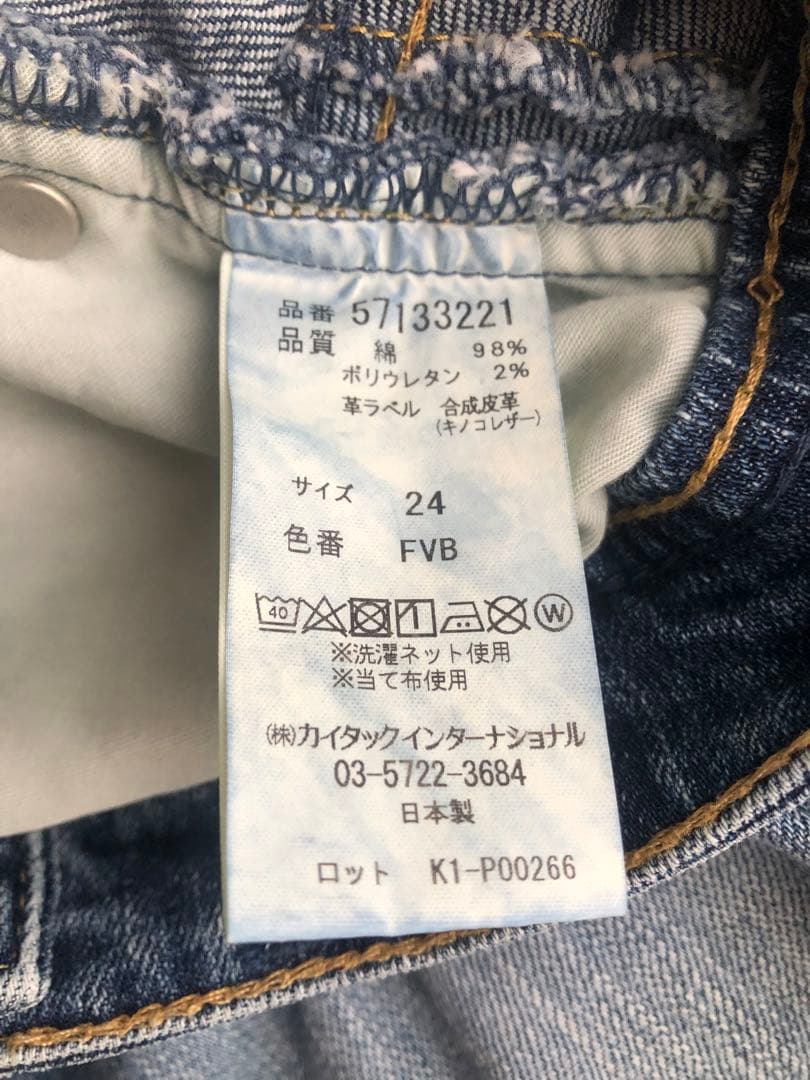 品番 57133221
品質 綿 98%
ポリウレタン 2%
革ラベル 合成皮革
(キノコレザー)
サイズ 24
色番 FVB
40 W
※洗濯ネット使用
※当て布使用
(株)カイタックインターナショナル
03-5722-3684
日本製
ロット K1-P00266